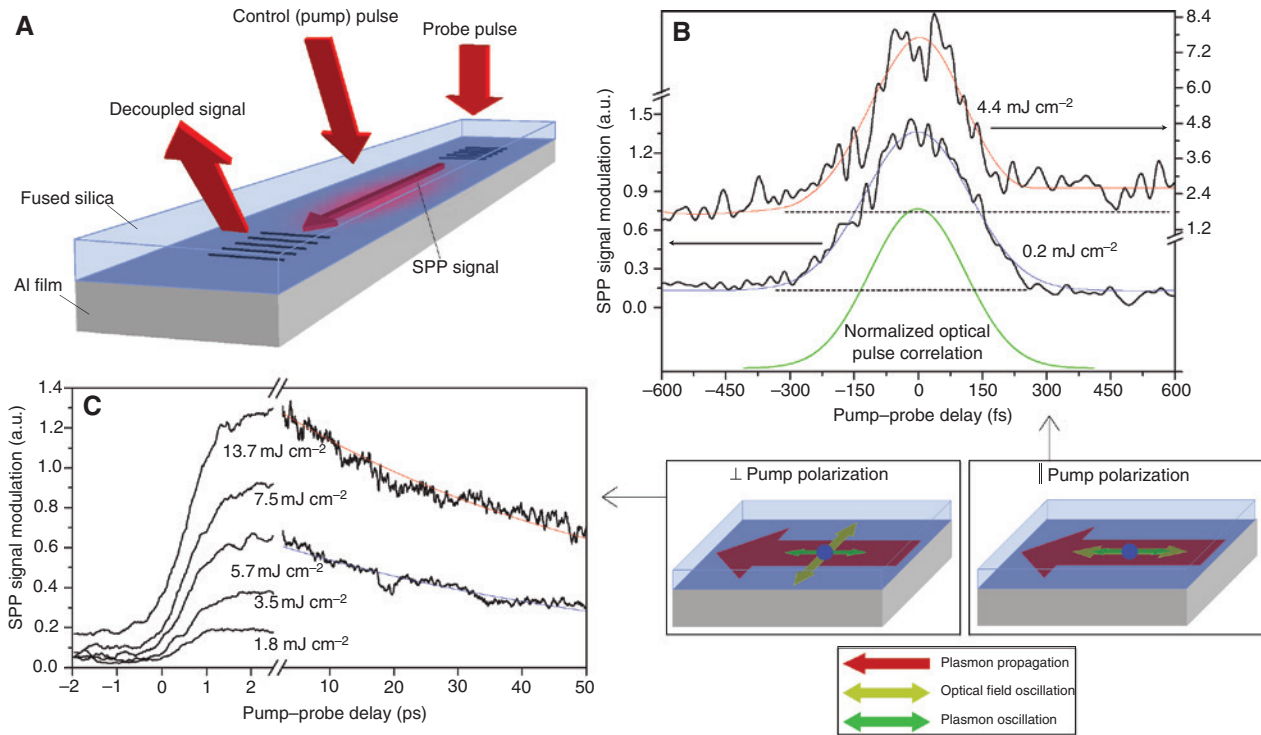 A
Control (pump) pulse
Probe pulse
Decoupled signal
Fused silica
SPP signal
Al film
B
SPP signal modulation (a.u.)
1.5
1.2
0.9
0.6
0.3
0.0
8.4
7.2
6.0
4.8
3.6
2.4
1.2
4.4 mJ cm−2
0.2 mJ cm−2
Normalized optical
pulse correlation
−600 −450 −300 −150 0 150 300 450 600
Pump–probe delay (fs)
C
SPP signal modulation (a.u.)
1.4
1.2
1.0
0.8
0.6
0.4
0.2
0.0
13.7 mJ cm−2
7.5 mJ cm−2
5.7 mJ cm−2
3.5 mJ cm−2
1.8 mJ cm−2
−2 −1 0 1 2 10 20 30 40 50
Pump–probe delay (ps)
⊥ Pump polarization
∥ Pump polarization
Plasmon propagation
Optical field oscillation
Plasmon oscillation